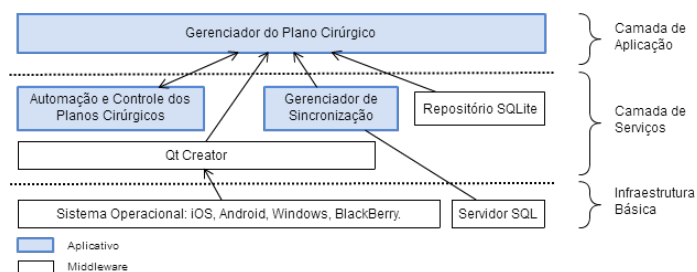 Gerenciador do Plano Cirúrgico
Camada de
Aplicação
Automação e Controle dos
Planos Cirúrgicos
Gerenciador de
Sincronização
Repositório SQLite
Camada de
Serviços
Qt Creator
Sistema Operacional: iOS, Android, Windows, BlackBerry.
Servidor SQL
Infraestrutura
Básica
Aplicativo
Middleware